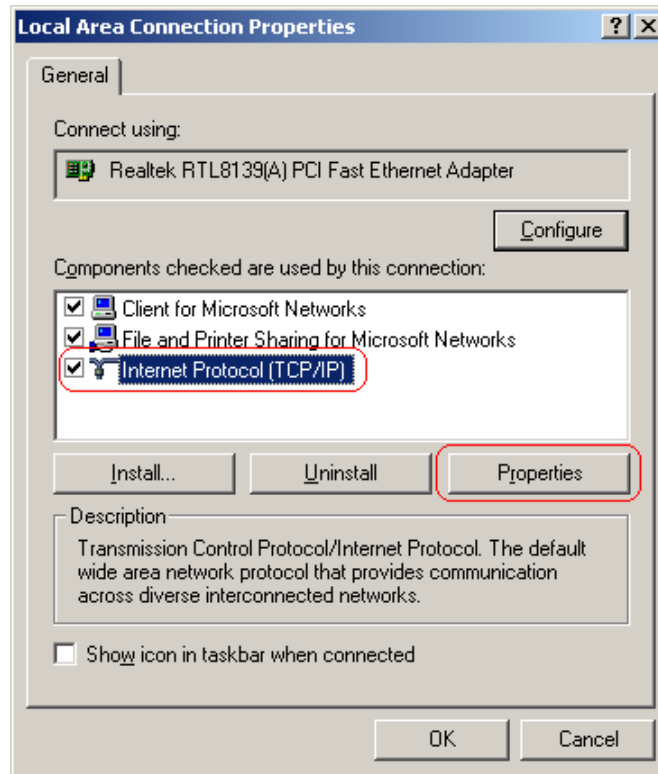 Local Area Connection Properties
General
Connect using:
Realtek RTL8139(A) PCI Fast Ethernet Adapter
Configure
Components checked are used by this connection:
Client for Microsoft Networks
File and Printer Sharing for Microsoft Networks
Internet Protocol (TCP/IP)
Install... Uninstall Properties
Description
Transmission Control Protocol/Internet Protocol. The default
wide area network protocol that provides communication
across diverse interconnected networks.
Show icon in taskbar when connected
OK Cancel